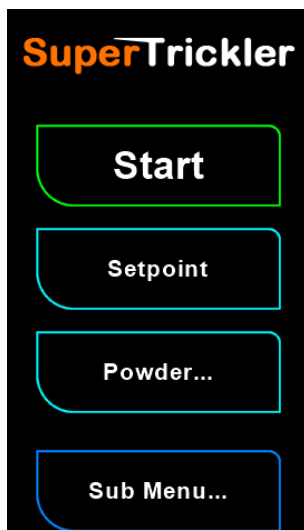 SuperTrickler
Start
Setpoint
Powder...
Sub Menu...